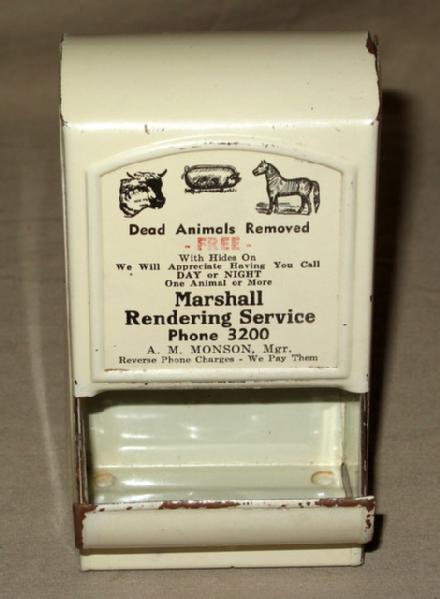 Dead Animals Removed
- FREE -
With Hides On
We Will Appreciate Having You Call
DAY or NIGHT
One Animal or More
Marshall
Rendering Service
Phone 3200
A. M. MONSON, Mgr.
Reverse Phone Charges - We Pay Them